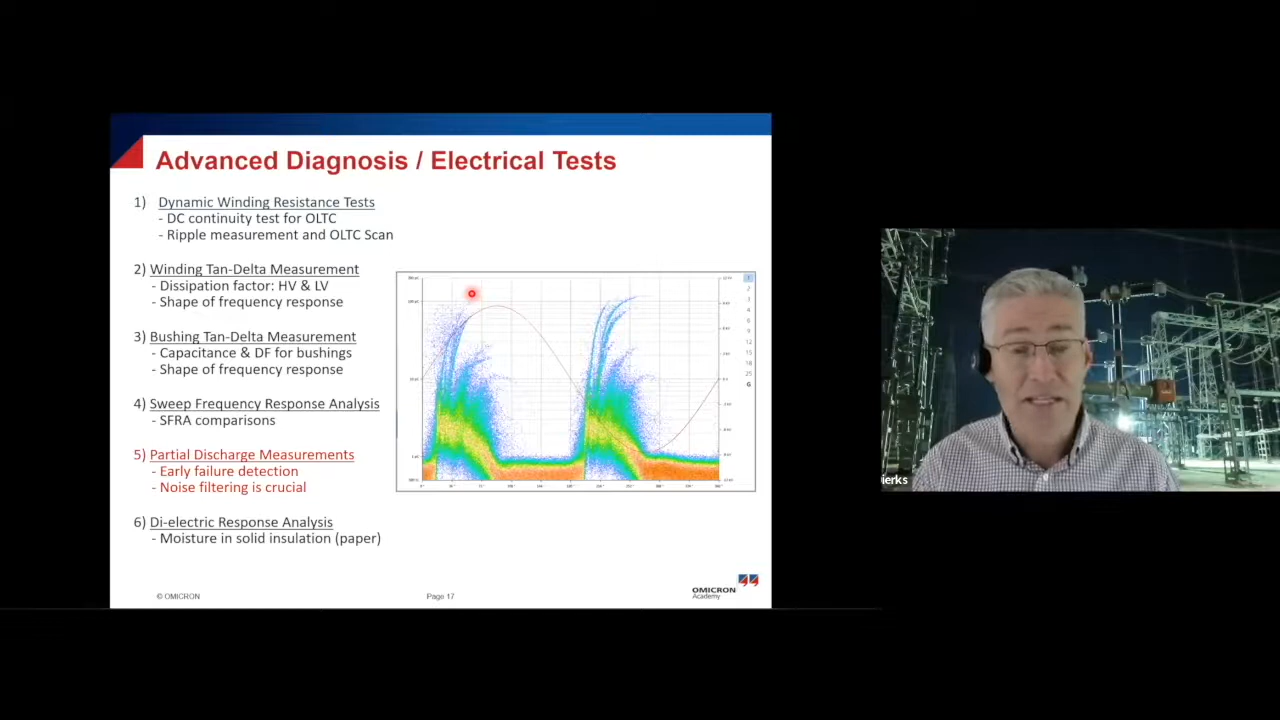 Advanced Diagnosis / Electrical Tests
1) Dynamic Winding Resistance Tests
- DC continuity test for OLTC
- Ripple measurement and OLTC Scan
2) Winding Tan-Delta Measurement
- Dissipation factor: HV & LV
- Shape of frequency response
3) Bushing Tan-Delta Measurement
- Capacitance & DF for bushings
- Shape of frequency response
4) Sweep Frequency Response Analysis
- SFRA comparisons
5) Partial Discharge Measurements
- Early failure detection
- Noise filtering is crucial
6) Di-electric Response Analysis
- Moisture in solid insulation (paper)
© OMICRON
Page 17
OMICRON
Academy
ierks